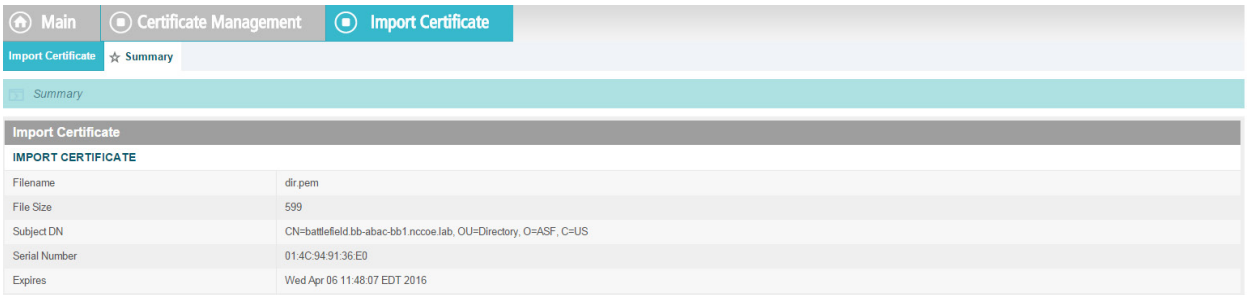 Main Certificate Management Import Certificate
Import Certificate Summary
Summary
Import Certificate
IMPORT CERTIFICATE
Filename dir.pem
File Size 599
Subject DN CN=battlefield.bb-abac-bb1.nccoe.lab, OU=Directory, O=ASF, C=US
Serial Number 01:4C:94:91:36:E0
Expires Wed Apr 06 11:48:07 EDT 2016